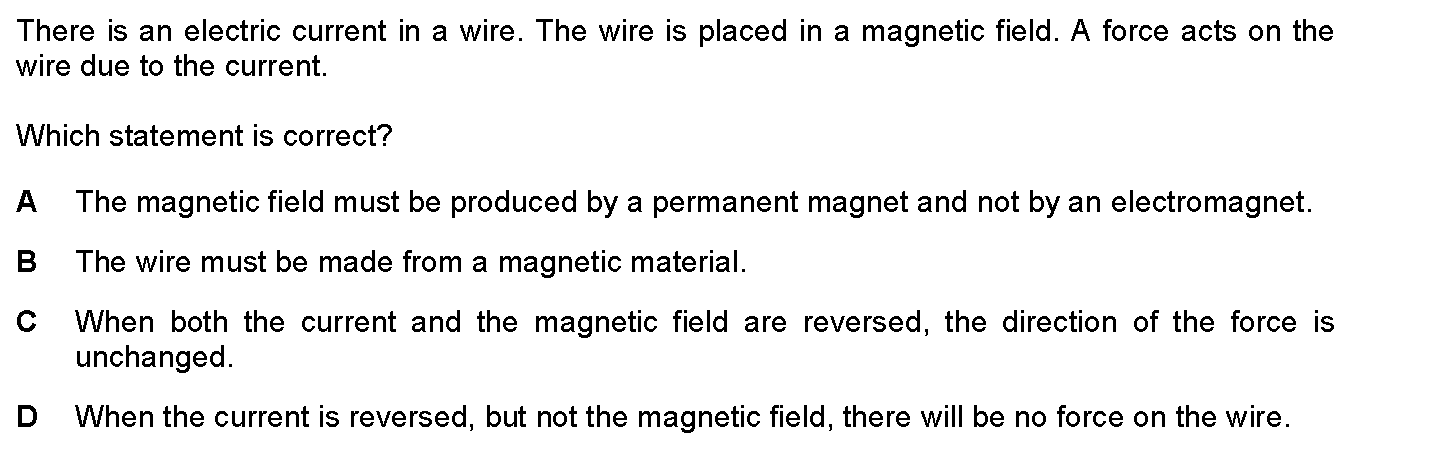 There is an electric current in a wire. The wire is placed in a magnetic field. A force acts on the
wire due to the current.
Which statement is correct?
A The magnetic field must be produced by a permanent magnet and not by an electromagnet.
B The wire must be made from a magnetic material.
C When both the current and the magnetic field are reversed, the direction of the force is
unchanged.
D When the current is reversed, but not the magnetic field, there will be no force on the wire.